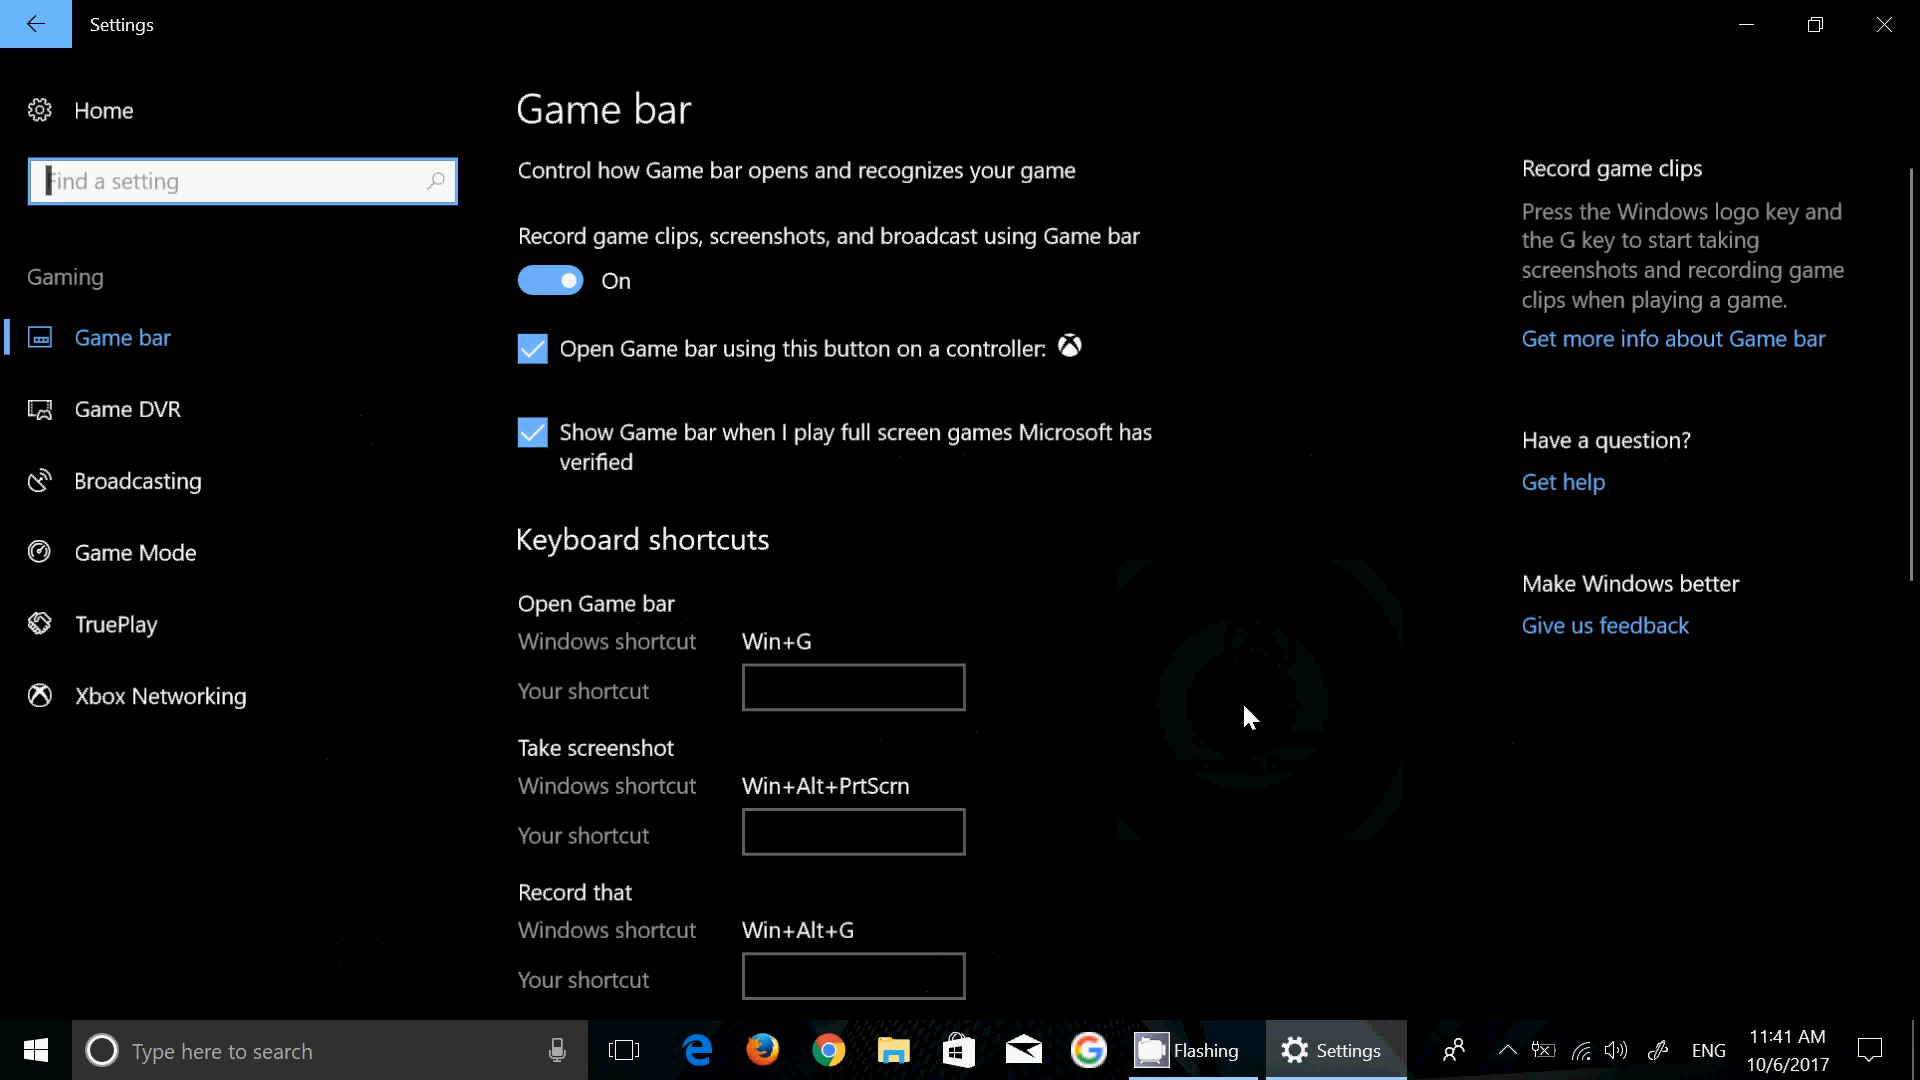 Settings
Home
Find a setting
Gaming
Game bar
Game DVR
Broadcasting
Game Mode
TruePlay
Xbox Networking
Game bar
Control how Game bar opens and recognizes your game
Record game clips, screenshots, and broadcast using Game bar
On
Open Game bar using this button on a controller:
Show Game bar when I play full screen games Microsoft has
verified
Keyboard shortcuts
Open Game bar
Windows shortcut Win+G
Your shortcut
Take screenshot
Windows shortcut Win+Alt+PrtScrn
Your shortcut
Record that
Windows shortcut Win+Alt+G
Your shortcut
Record game clips
Press the Windows logo key and
the G key to start taking
screenshots and recording game
clips when playing a game.
Get more info about Game bar
Have a question?
Get help
Make Windows better
Give us feedback
Type here to search
Flashing
Settings
ENG
11:41 AM
10/6/2017